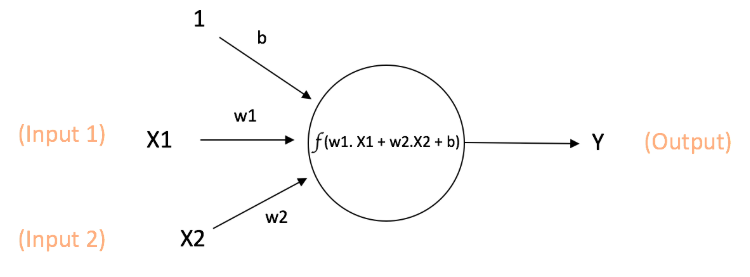 1
b
w1
(Input 1) X1 f(w1. X1 + w2.X2 + b) Y (Output)
w2
(Input 2) X2